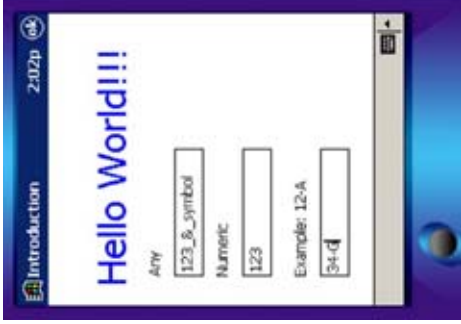 Introduction 2:02p ok
Hello World!!!
Any
123_&_symbol
Numeric
123
Example: 12-A
34-G